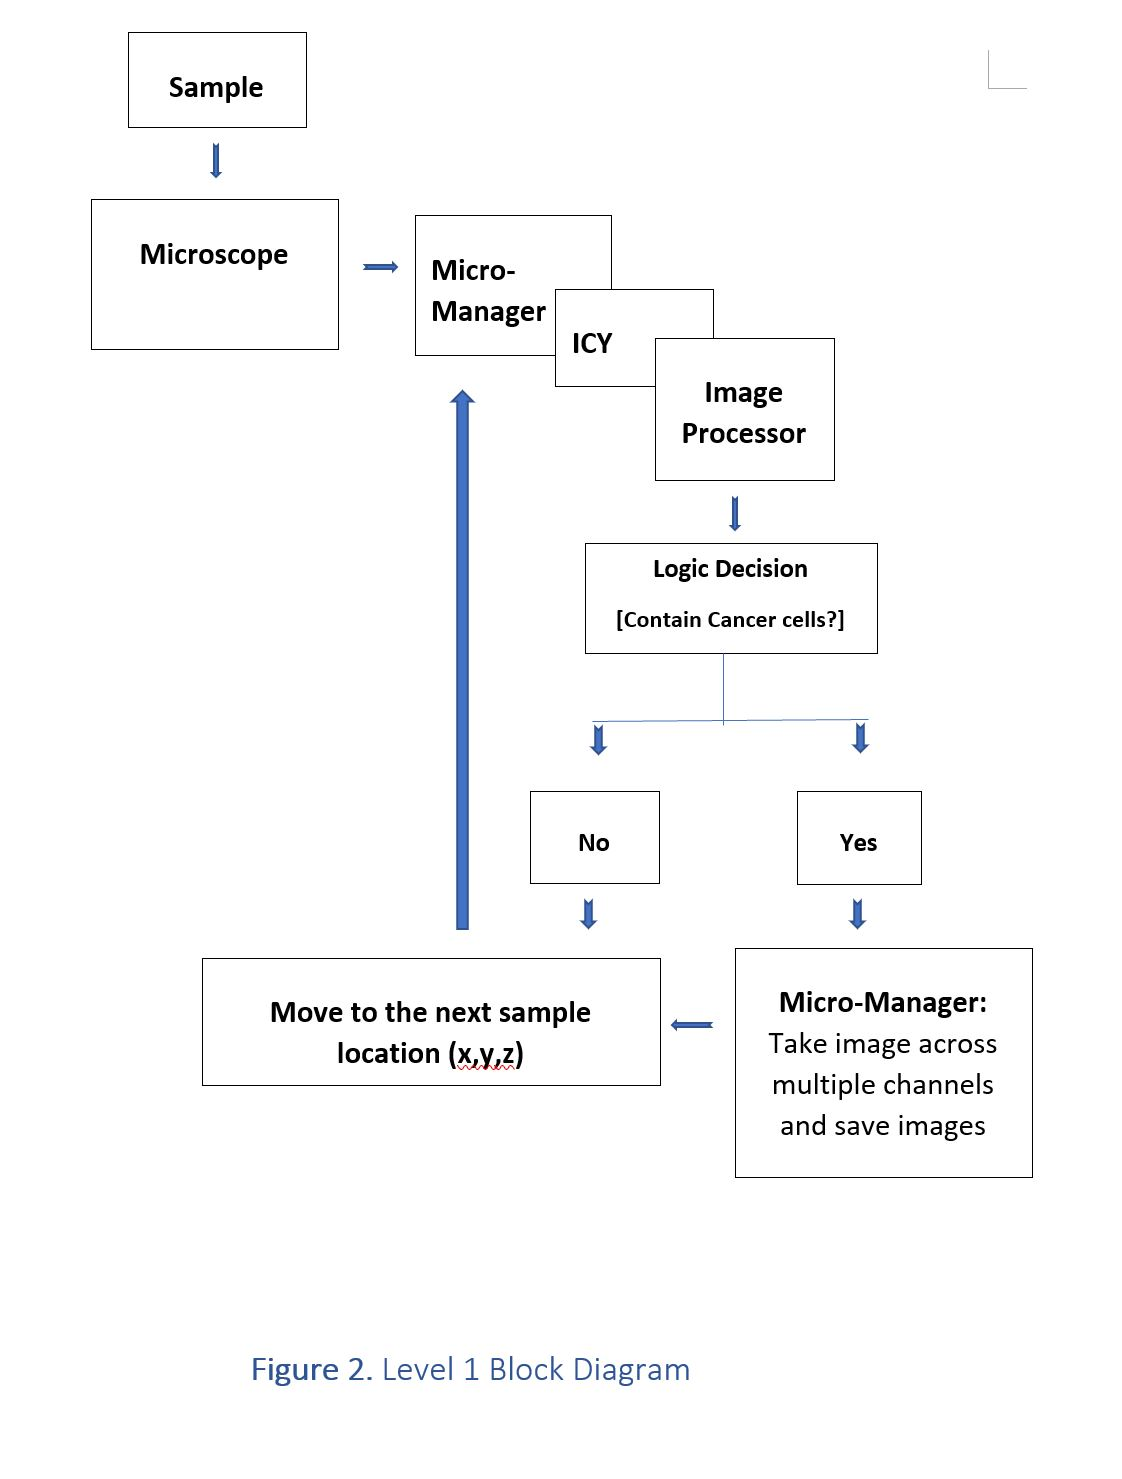 Sample
Microscope
Micro-
Manager
ICY
Image
Processor
Logic Decision
[Contain Cancer cells?]
No
Yes
Move to the next sample
location (x,y,z)
Micro-Manager:
Take image across
multiple channels
and save images
Figure 2. Level 1 Block Diagram